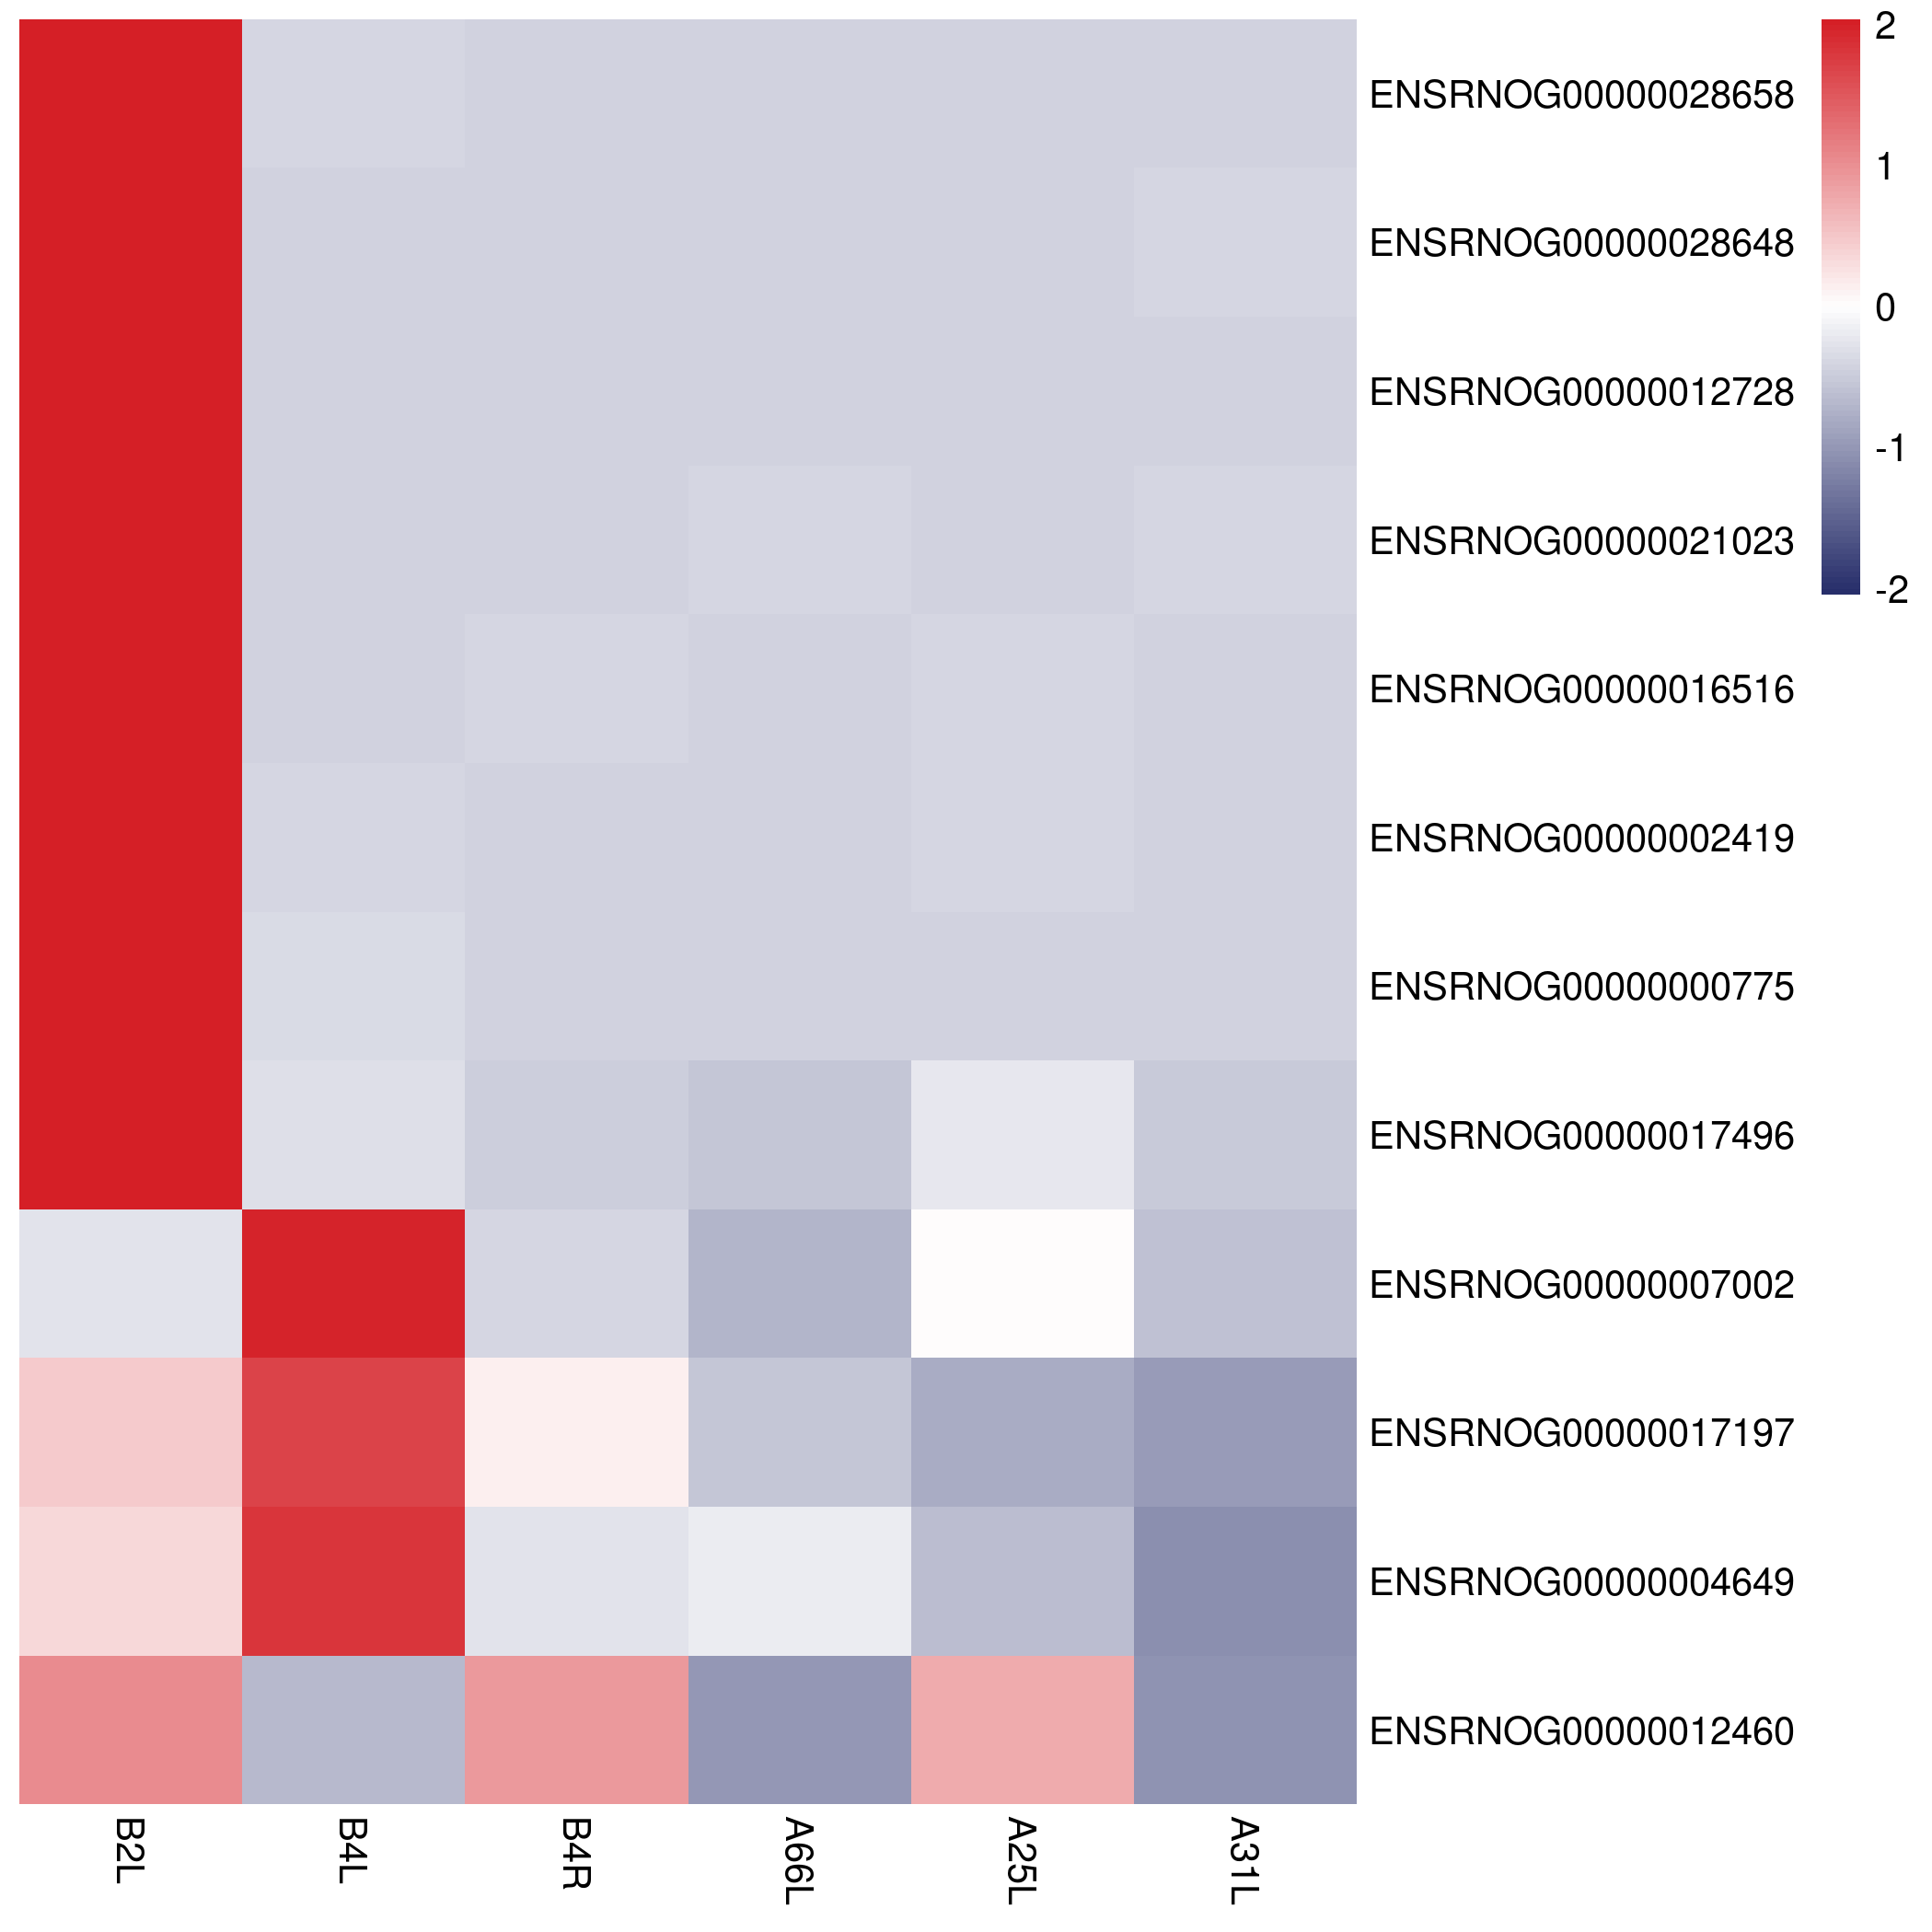 2
1
0
-1
-2
ENSRNOG00000028658
ENSRNOG00000028648
ENSRNOG00000012728
ENSRNOG00000021023
ENSRNOG00000016516
ENSRNOG00000002419
ENSRNOG00000000775
ENSRNOG00000017496
ENSRNOG00000007002
ENSRNOG00000017197
ENSRNOG00000004649
ENSRNOG00000012460
B2L
B4L
B4R
A66L
A25L
A31L